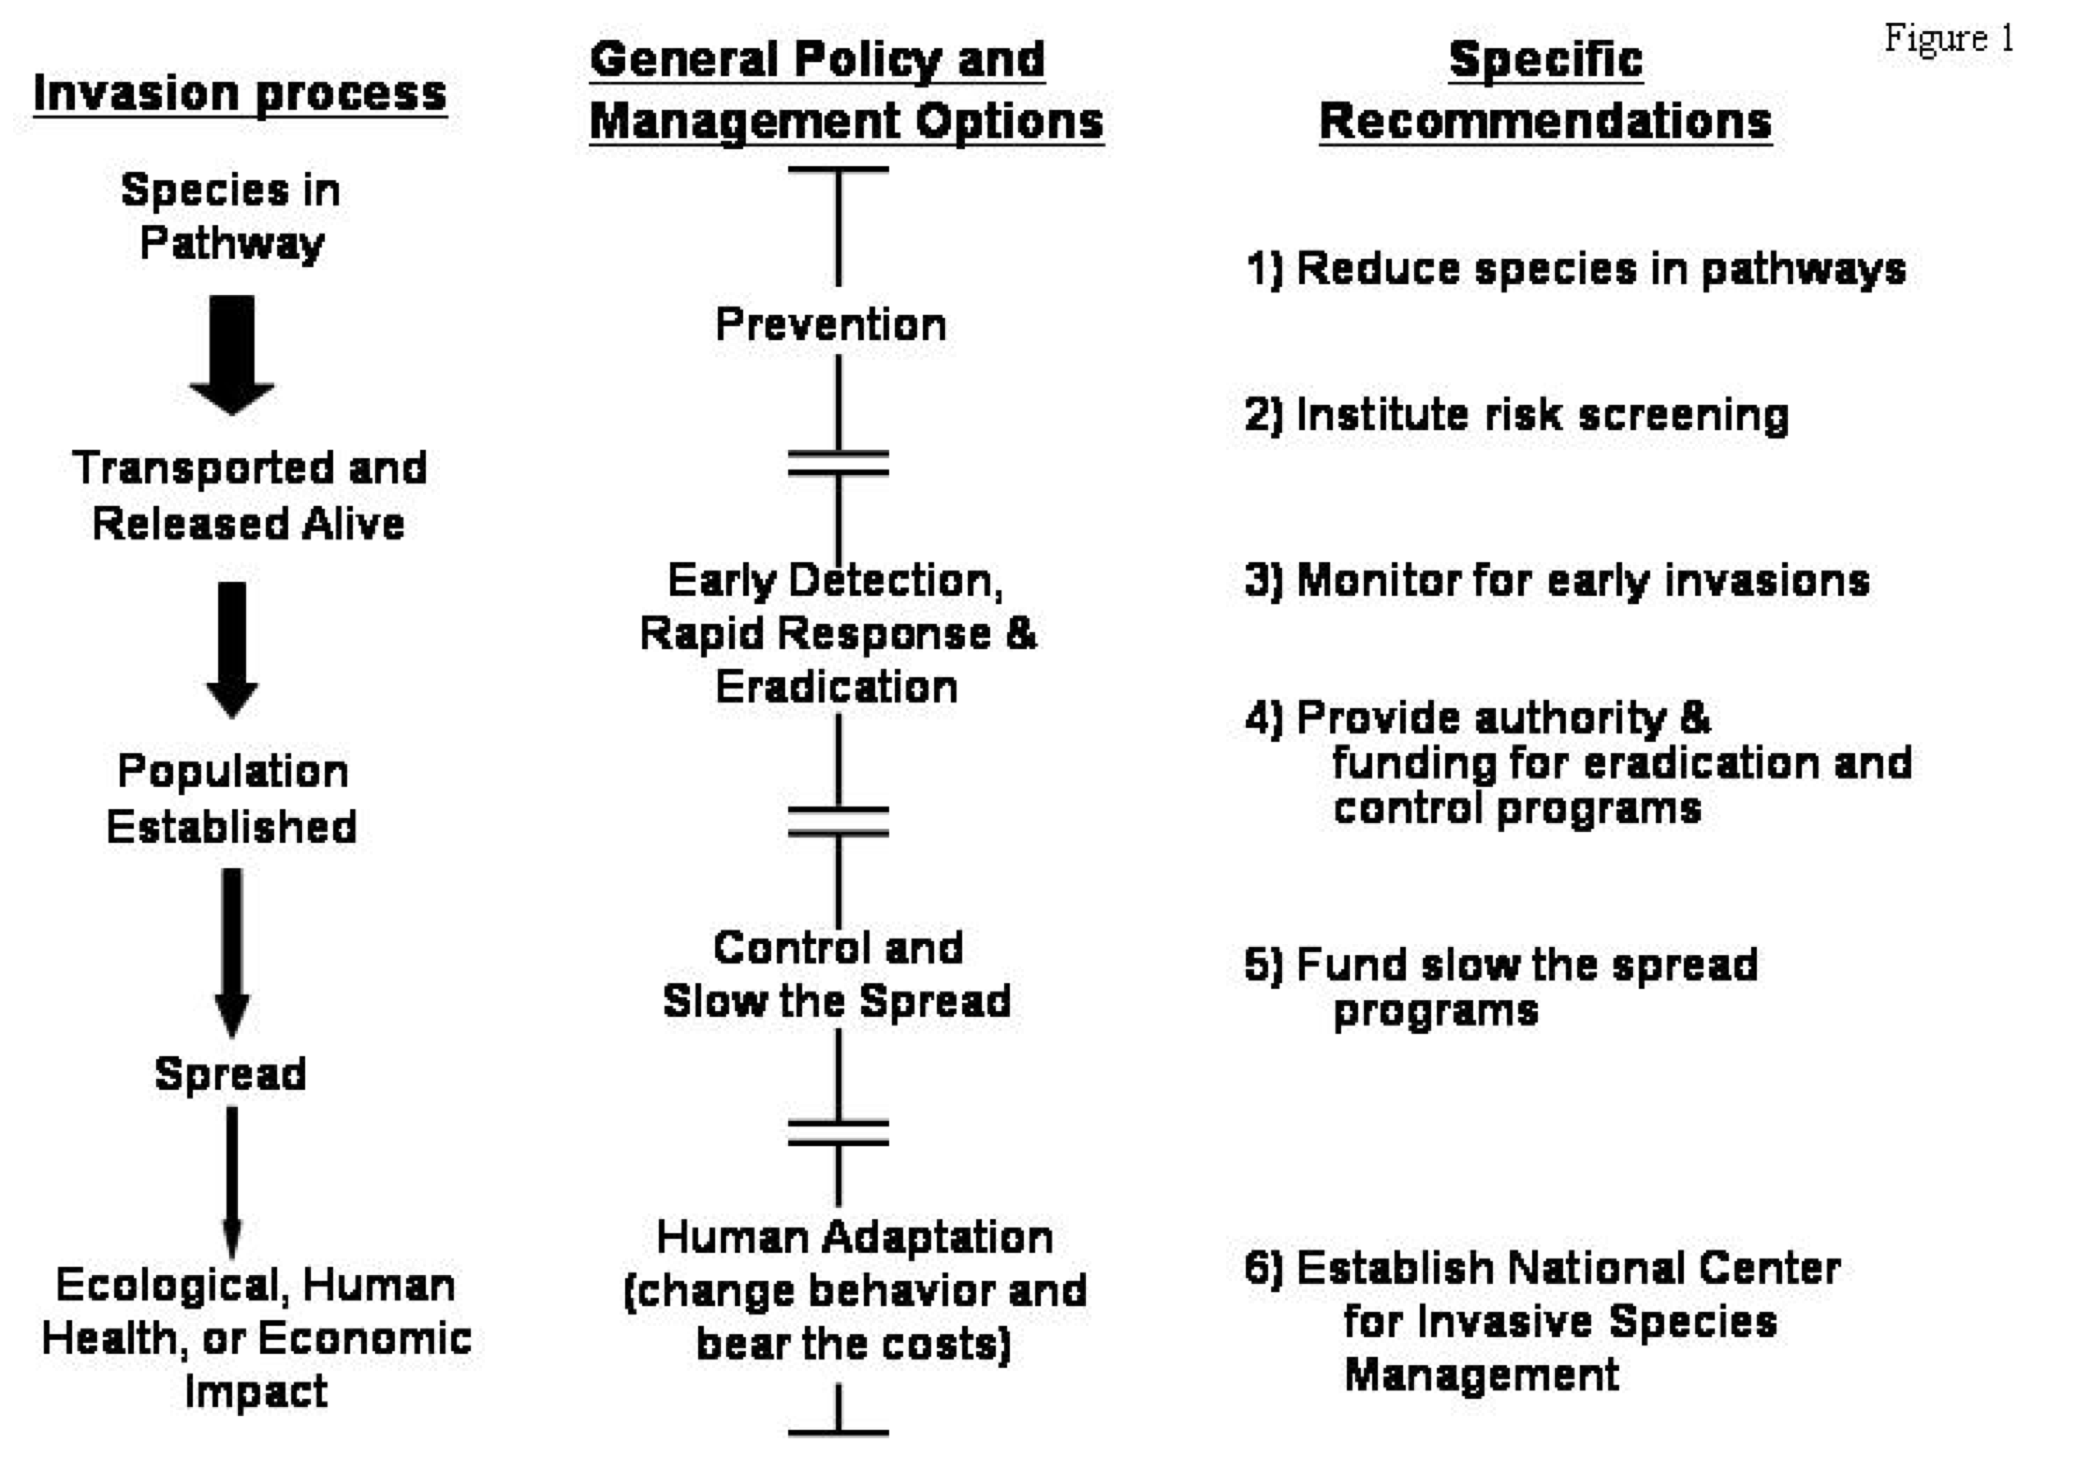 Figure 1
Invasion process
Species in
Pathway
Transported and
Released Alive
Population
Established
Spread
Ecological, Human
Health, or Economic
Impact
General Policy and
Management Options
Prevention
Early Detection,
Rapid Response &
Eradication
Control and
Slow the Spread
Human Adaptation
(change behavior and
bear the costs)
Specific
Recommendations
1) Reduce species in pathways
2) Institute risk screening
3) Monitor for early invasions
4) Provide authority &
funding for eradication and
control programs
5) Fund slow the spread
programs
6) Establish National Center
for Invasive Species
Management